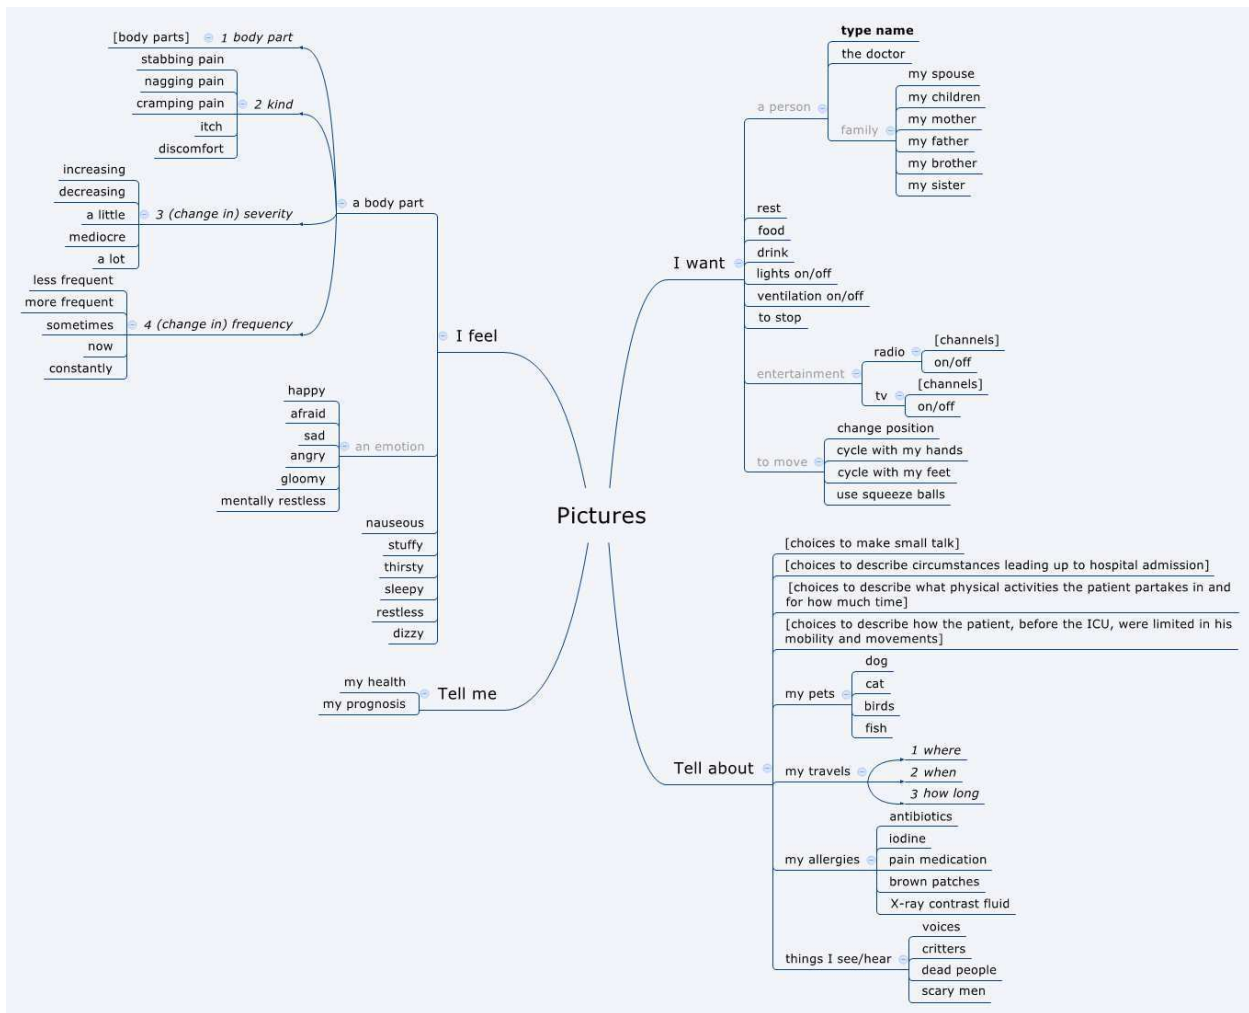 [body parts]
1 body part
stabbing pain
nagging pain
cramping pain
itch
discomfort
2 kind
increasing
decreasing
a little
mediocre
a lot
3 (change in) severity
less frequent
more frequent
sometimes
now
constantly
4 (change in) frequency
a body part
I feel
happy
afraid
sad
angry
gloomy
mentally restless
an emotion
nauseous
stuffy
thirsty
sleepy
restless
dizzy
my health
my prognosis
Tell me
Pictures
I want
a person
type name
the doctor
family
my spouse
my children
my mother
my father
my brother
my sister
rest
food
drink
lights on/off
ventilation on/off
to stop
entertainment
radio
[channels]
on/off
tv
[channels]
on/off
to move
change position
cycle with my hands
cycle with my feet
use squeeze balls
Tell about
[choices to make small talk]
[choices to describe circumstances leading up to hospital admission]
[choices to describe what physical activities the patient partakes in and
for how much time]
[choices to describe how the patient, before the ICU, were limited in his
mobility and movements]
my pets
dog
cat
birds
fish
my travels
1 where
2 when
3 how long
my allergies
antibiotics
iodine
pain medication
brown patches
X-ray contrast fluid
things I see/hear
voices
critters
dead people
scary men